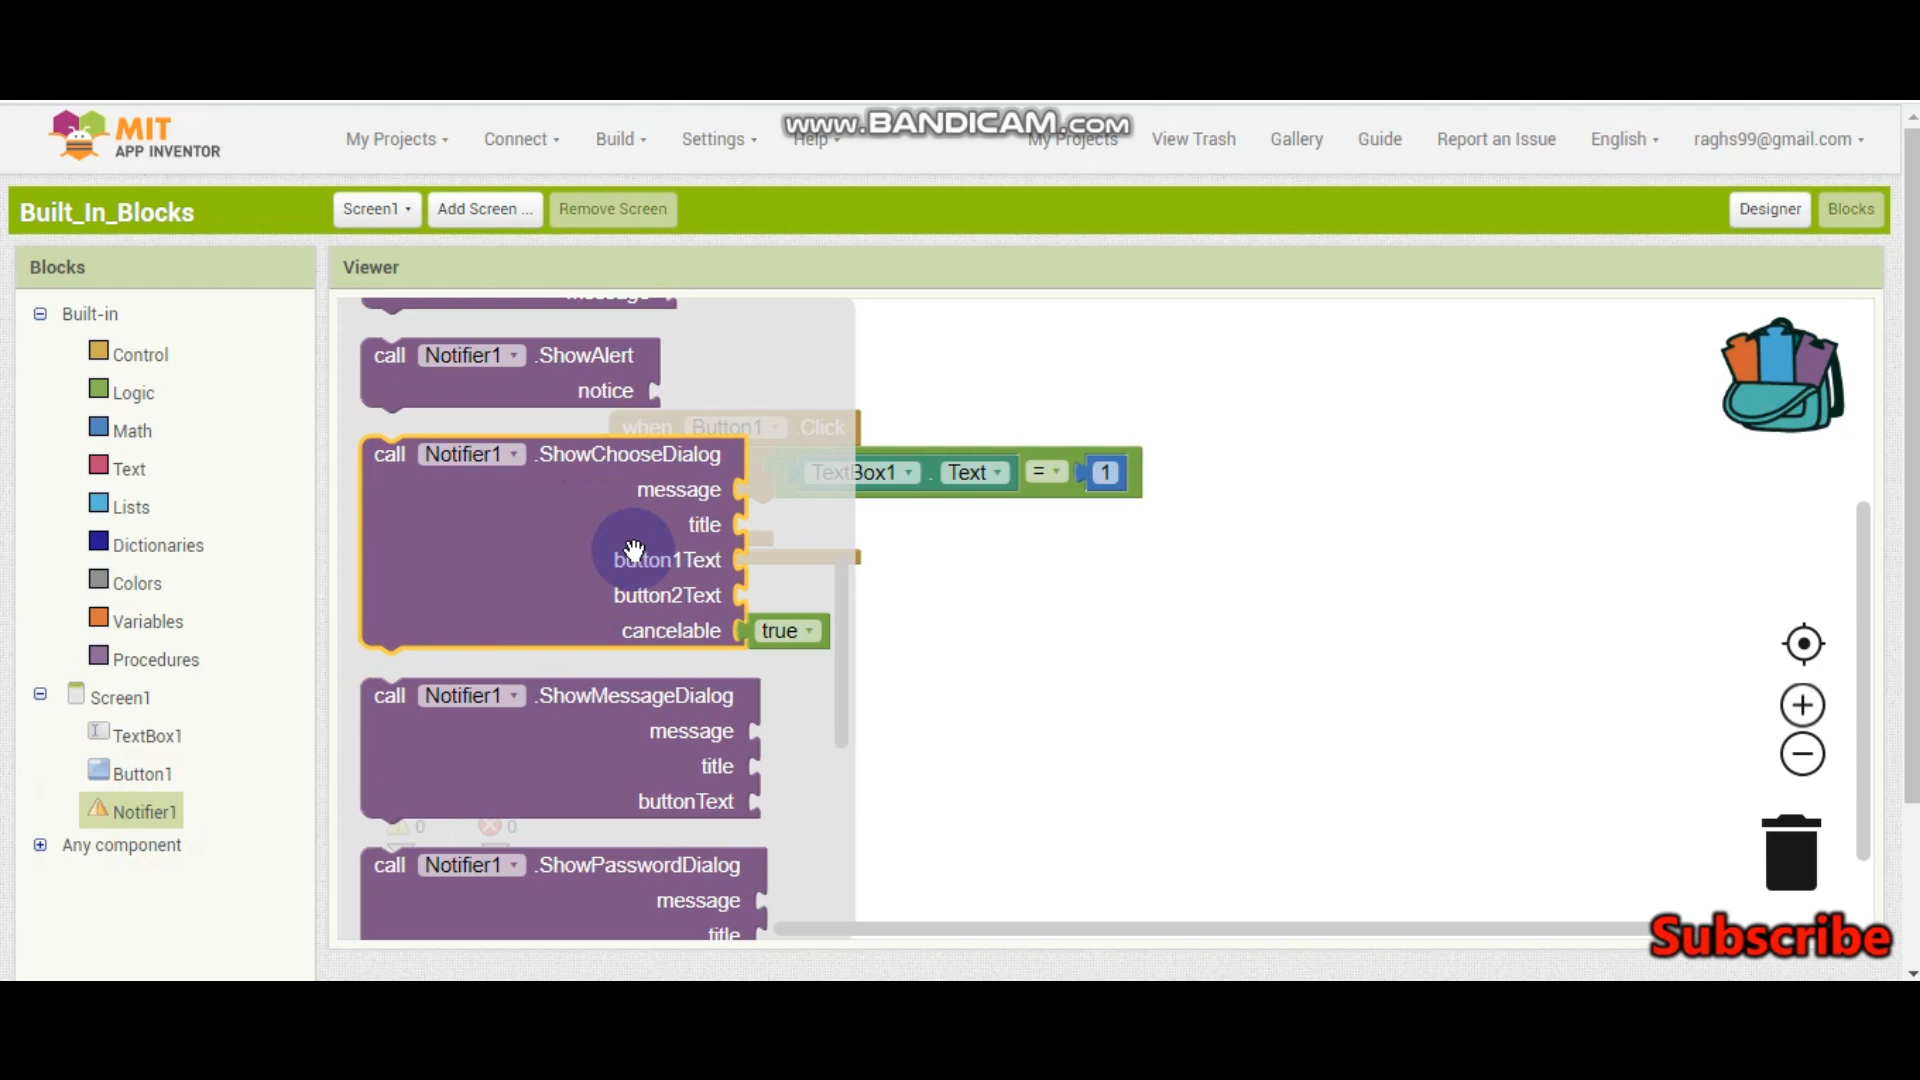 www.BANDICAM.com
MIT
APP INVENTOR
My Projects
Connect
Build
Settings
Help
My Projects
View Trash
Gallery
Guide
Report an Issue
English
raghs99@gmail.com
Built_In_Blocks
Screen1
Add Screen ...
Remove Screen
Designer
Blocks
Blocks
Viewer
Built-in
Control
Logic
Math
Text
Lists
Dictionaries
Colors
Variables
Procedures
Screen1
TextBox1
Button1
Notifier1
Any component
message
call Notifier1 .ShowAlert
notice
when Button1 .Click
call Notifier1 .ShowChooseDialog
message
title
button1Text
button2Text
cancelable true
TextBox1 . Text = 1
call Notifier1 .ShowMessageDialog
message
title
buttonText
0 0
call Notifier1 .ShowPasswordDialog
message
title
Subscribe